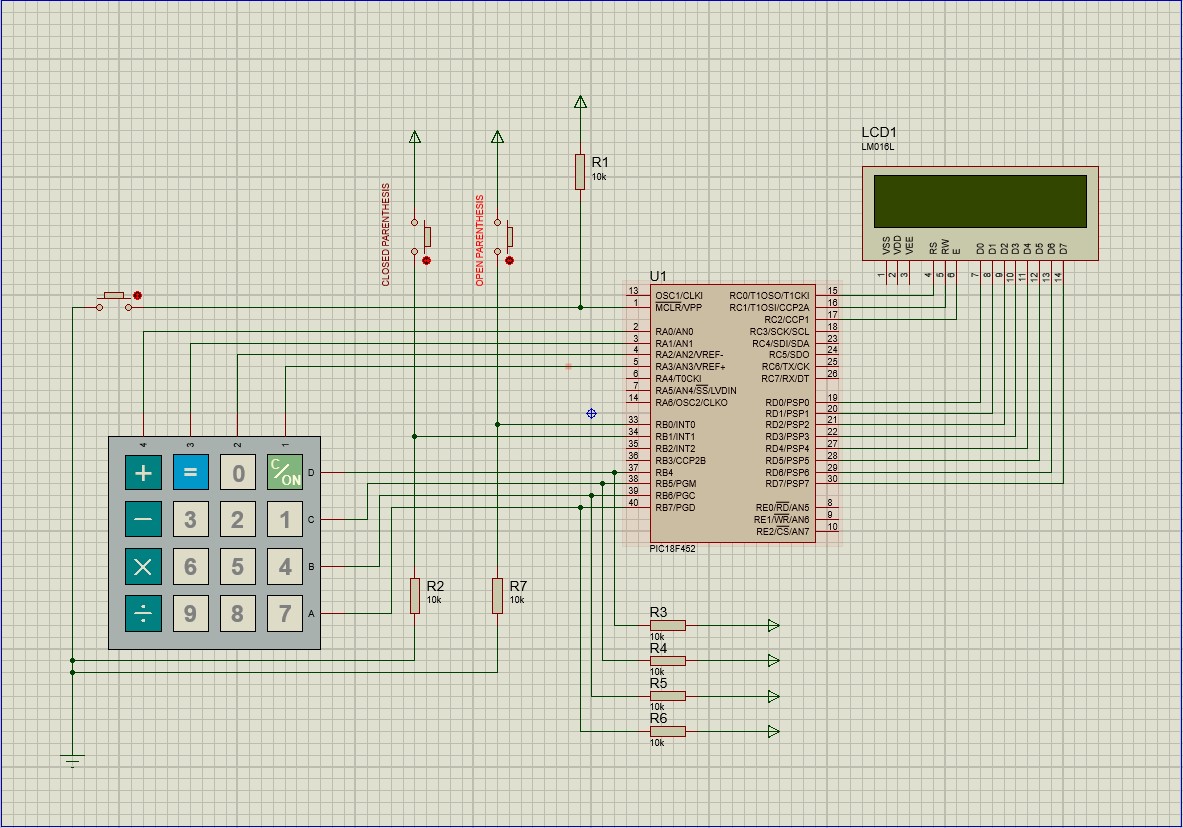 LCD1
LM016L
VSS
VDD
VEE
RS
RW
E
D0
D1
D2
D3
D4
D5
D6
D7
1
2
3
4
5
6
7
8
9
10
11
12
13
14
R1
10k
CLOSED PARENTHESIS
OPEN PARENTHESIS
U1
13 OSC1/CLKI RC0/T1OSO/T1CKI 15
1 MCLR/VPP RC1/T1OSI/CCP2A 16
RC2/CCP1 17
2 RA0/AN0 RC3/SCK/SCL 18
3 RA1/AN1 RC4/SDI/SDA 23
4 RA2/AN2/VREF- RC5/SDO 24
5 RA3/AN3/VREF+ RC6/TX/CK 25
6 RA4/T0CKI RC7/RX/DT 26
7 RA5/AN4/SS/LVDIN
14 RA6/OSC2/CLKO RD0/PSP0 19
RD1/PSP1 20
33 RB0/INT0 RD2/PSP2 21
34 RB1/INT1 RD3/PSP3 22
35 RB2/INT2 RD4/PSP4 27
36 RB3/CCP2B RD5/PSP5 28
37 RB4 RD6/PSP6 29
38 RB5/PGM RD7/PSP7 30
39 RB6/PGC
40 RB7/PGD RE0/RD/AN5 8
RE1/WR/AN6 9
RE2/CS/AN7 10
PIC18F452
4 3 2 1
+ = 0 C/ON D
− 3 2 1 C
× 6 5 4 B
÷ 9 8 7 A
R2
10k
R7
10k
R3
10k
R4
10k
R5
10k
R6
10k